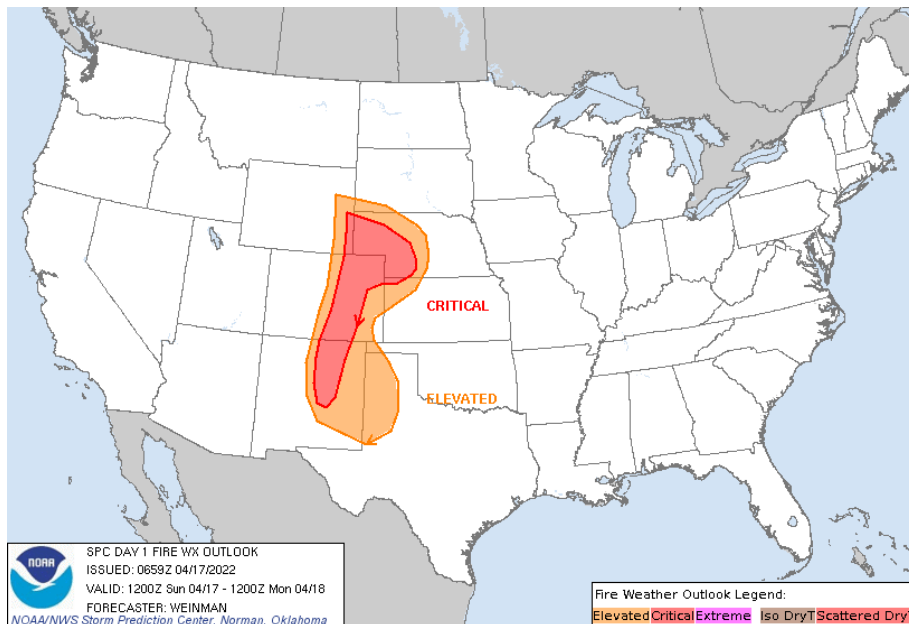 CRITICAL
ELEVATED
NOAA
SPC DAY 1 FIRE WX OUTLOOK
ISSUED: 0659Z 04/17/2022
VALID: 1200Z Sun 04/17 - 1200Z Mon 04/18
FORECASTER: WEINMAN
NOAA/NWS Storm Prediction Center, Norman, Oklahoma
Fire Weather Outlook Legend:
Elevated Critical Extreme Iso DryT Scattered DryT